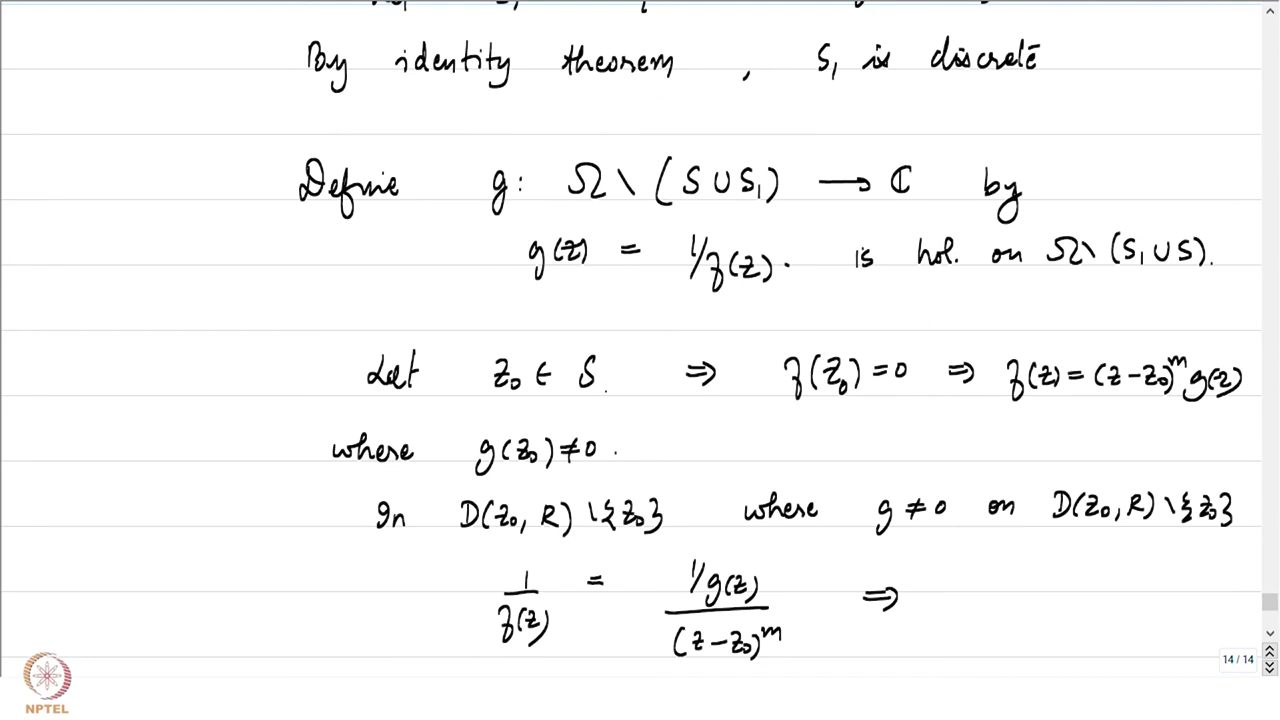 By identity theorem , S₁ is discrete
Define g: Ω \ (S ∪ S₁) ⟶ ℂ by
g(z) = 1/f(z). is hol. on Ω \ (S₁ ∪ S).
Let z₀ ∈ S. ⇒ f(z₀) = 0 ⇒ f(z) = (z-z₀)ᵐ g(z)
where g(z₀) ≠ 0.
In D(z₀, R) \ {z₀} where g ≠ 0 on D(z₀, R) \ {z₀}
1/f(z) = (1/g(z))/(z-z₀)ᵐ ⇒
14 / 14
NPTEL